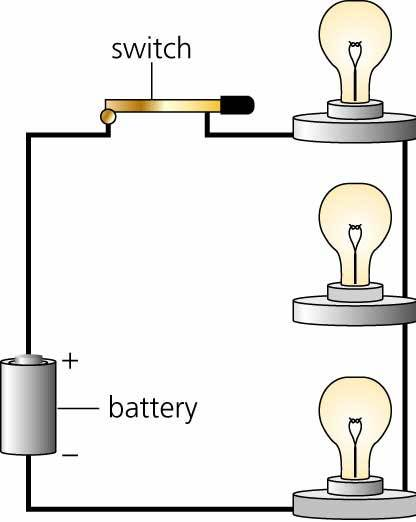 switch
+
battery
–